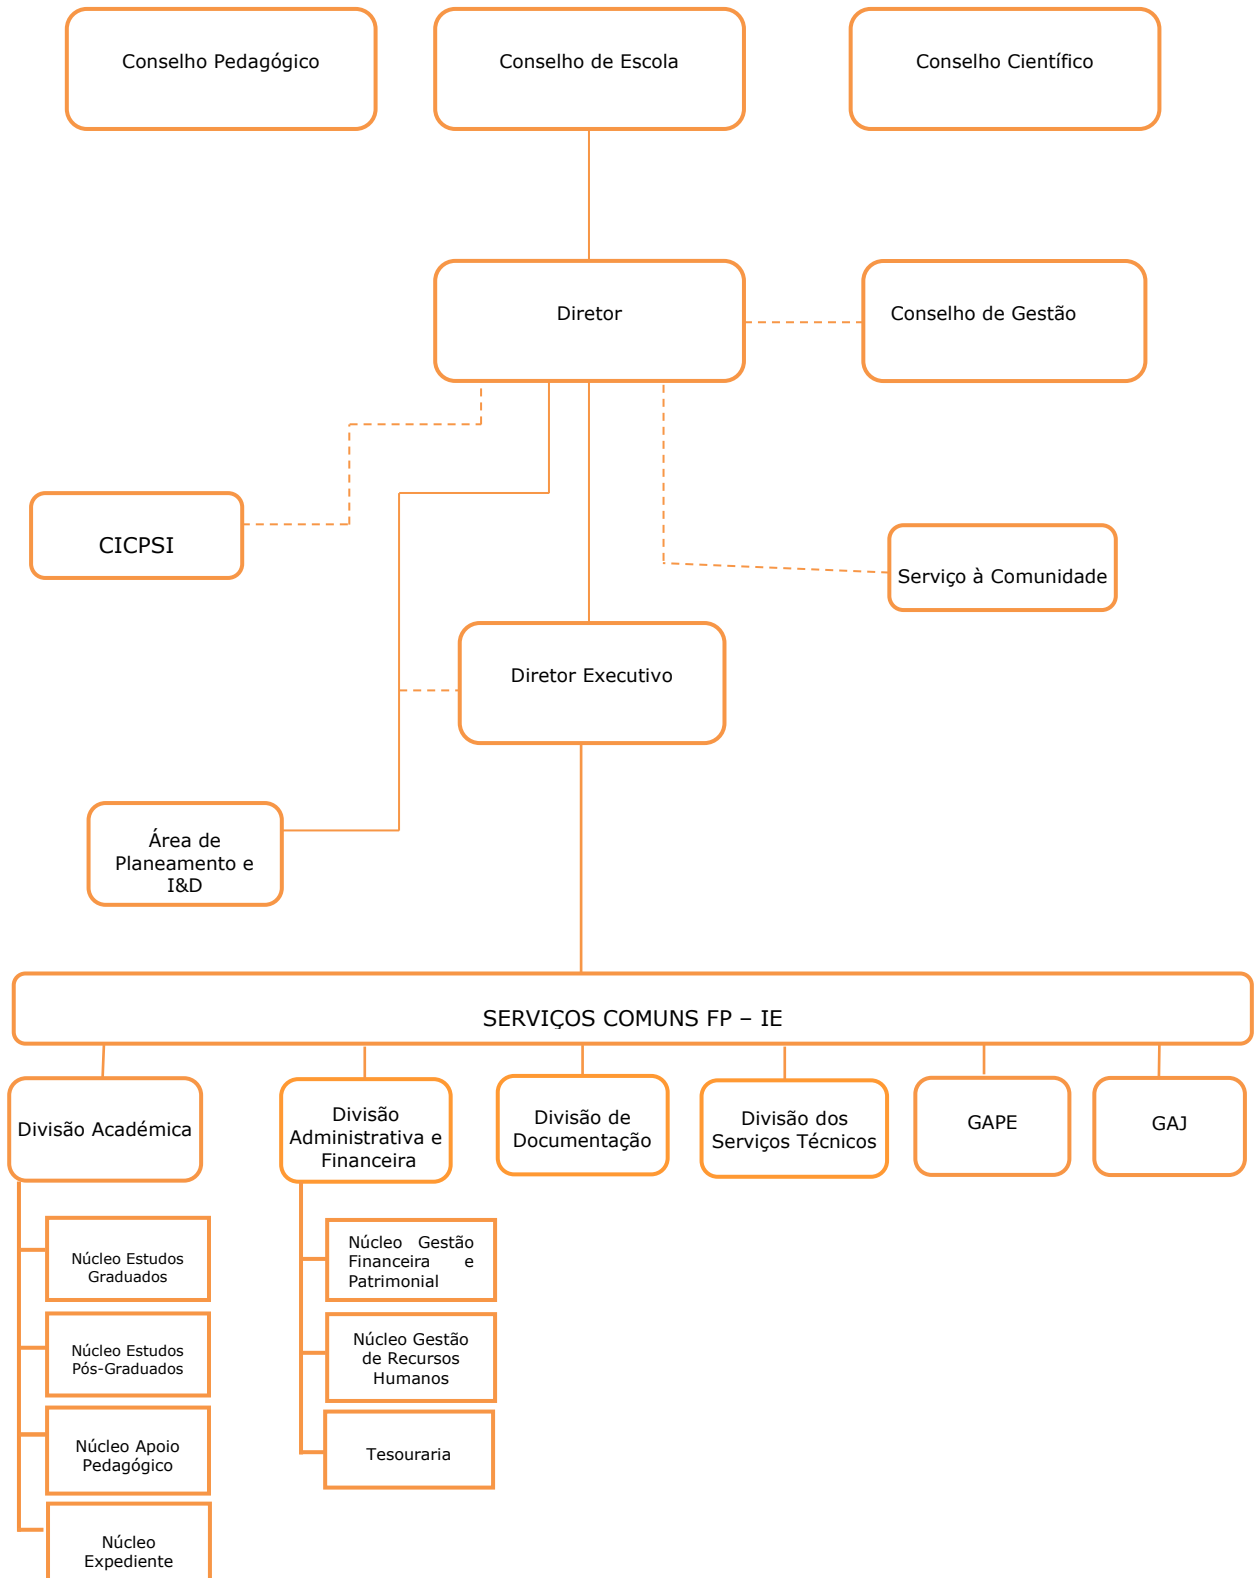 Conselho Pedagógico
Conselho de Escola
Conselho Científico
Diretor
Conselho de Gestão
CICPSI
Serviço à Comunidade
Diretor Executivo
Área de
Planeamento e
I&D
SERVIÇOS COMUNS FP – IE
Divisão Académica
Divisão
Administrativa e
Financeira
Divisão de
Documentação
Divisão dos
Serviços Técnicos
GAPE
GAJ
Núcleo Estudos
Graduados
Núcleo Estudos
Pós-Graduados
Núcleo Apoio
Pedagógico
Núcleo
Expediente
Núcleo Gestão
Financeira e
Patrimonial
Núcleo Gestão
de Recursos
Humanos
Tesouraria